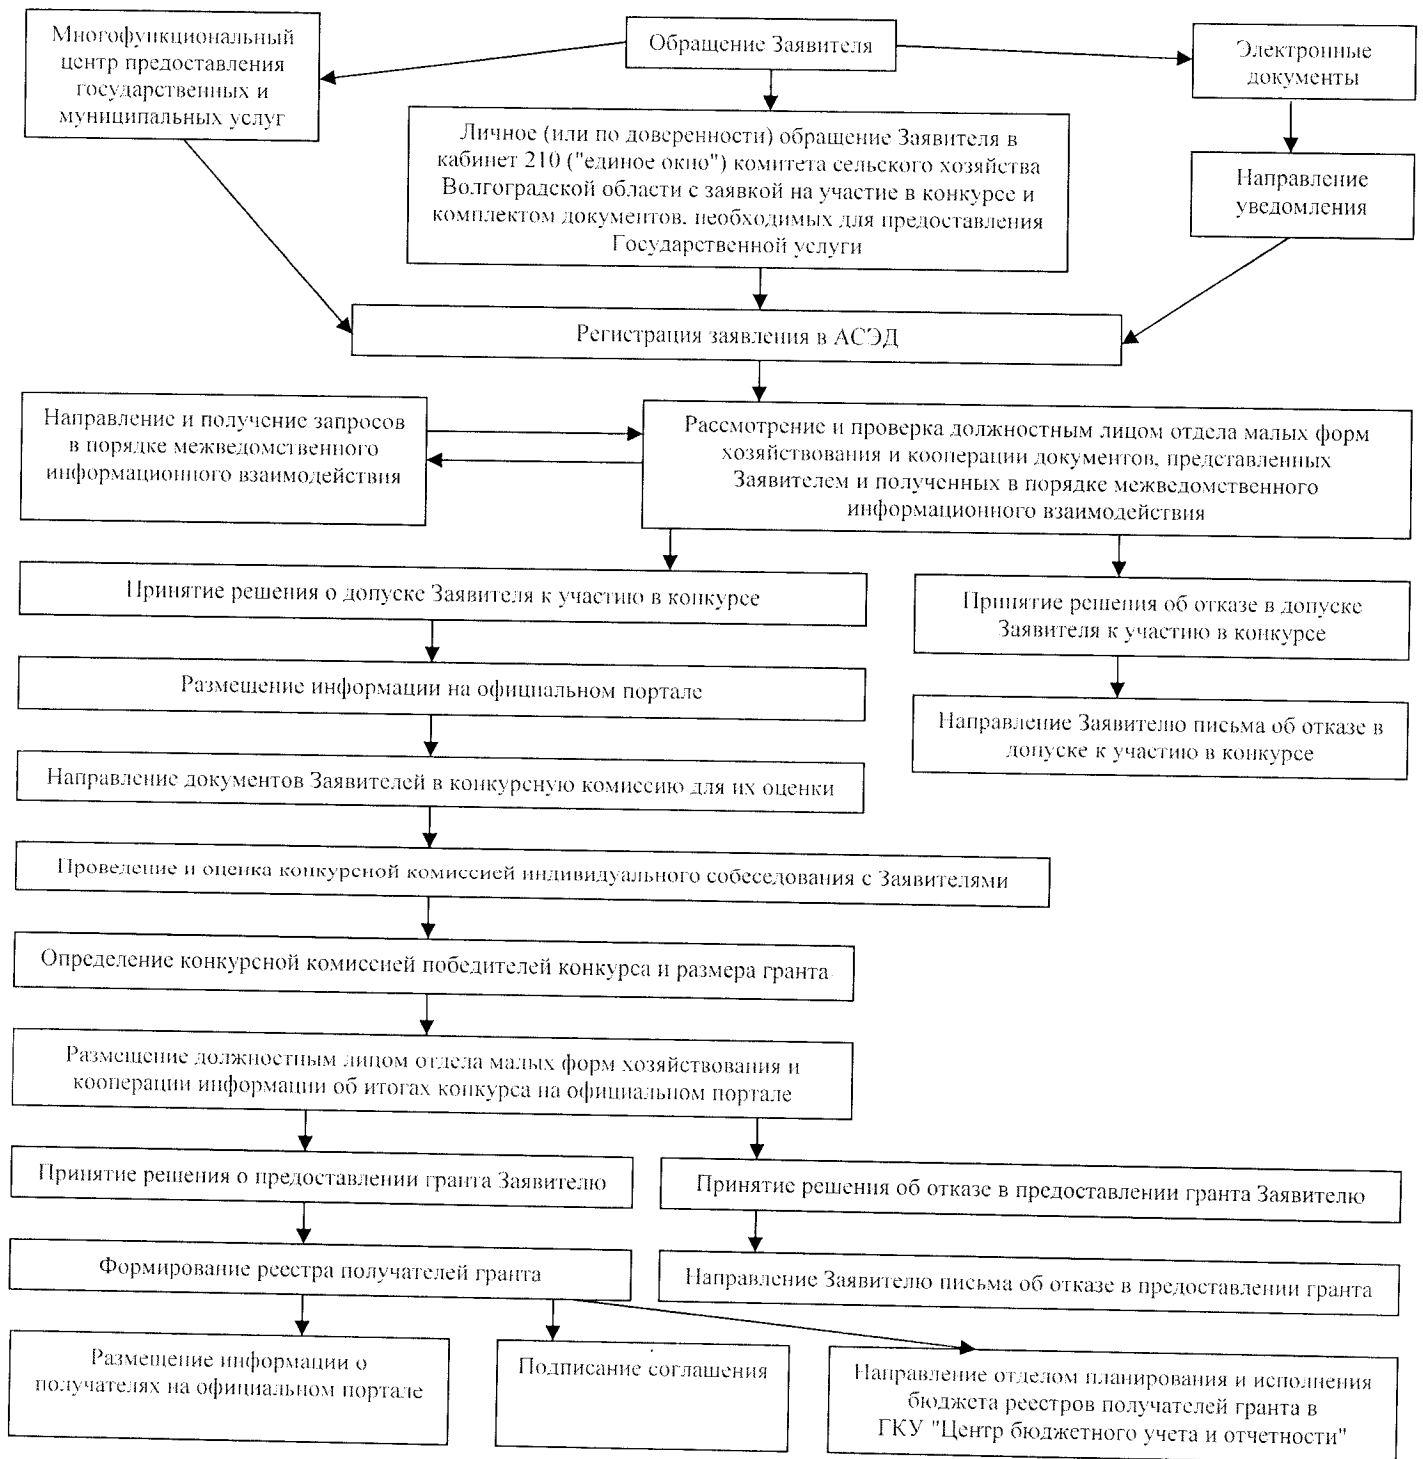 Многофункциональный
центр предоставления
государственных и
муниципальных услуг
Обращение Заявителя
Электронные
документы
Личное (или по доверенности) обращение Заявителя в
кабинет 210 ("единое окно") комитета сельского хозяйства
Волгоградской области с заявкой на участие в конкурсе и
комплектом документов, необходимых для предоставления
Государственной услуги
Направление
уведомления
Регистрация заявления в АСЭД
Направление и получение запросов
в порядке межведомственного
информационного взаимодействия
Рассмотрение и проверка должностным лицом отдела малых форм
хозяйствования и кооперации документов, представленных
Заявителем и полученных в порядке межведомственного
информационного взаимодействия
Принятие решения о допуске Заявителя к участию в конкурсе
Принятие решения об отказе в допуске
Заявителя к участию в конкурсе
Размещение информации на официальном портале
Направление Заявителю письма об отказе в
допуске к участию в конкурсе
Направление документов Заявителей в конкурсную комиссию для их оценки
Проведение и оценка конкурсной комиссией индивидуального собеседования с Заявителями
Определение конкурсной комиссией победителей конкурса и размера гранта
Размещение должностным лицом отдела малых форм хозяйствования и
кооперации информации об итогах конкурса на официальном портале
Принятие решения о предоставлении гранта Заявителю
Принятие решения об отказе в предоставлении гранта Заявителю
Формирование реестра получателей гранта
Направление Заявителю письма об отказе в предоставлении гранта
Размещение информации о
получателях на официальном портале
Подписание соглашения
Направление отделом планирования и исполнения
бюджета реестров получателей гранта в
ГКУ "Центр бюджетного учета и отчетности"